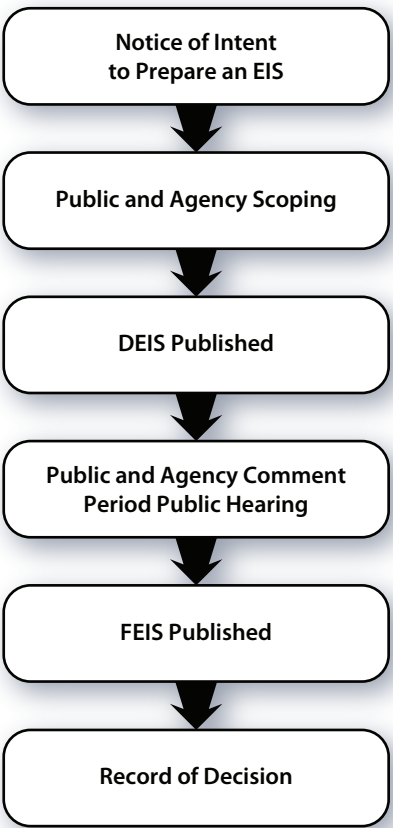 Notice of Intent
to Prepare an EIS
Public and Agency Scoping
DEIS Published
Public and Agency Comment
Period Public Hearing
FEIS Published
Record of Decision